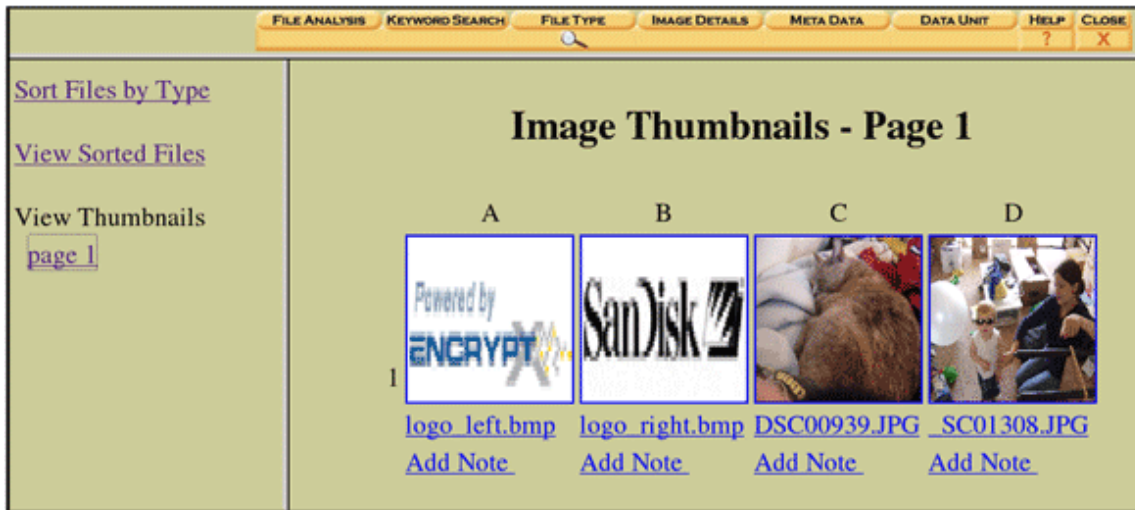 FILE ANALYSIS KEYWORD SEARCH FILE TYPE IMAGE DETAILS META DATA DATA UNIT HELP CLOSE
? X
Sort Files by Type
View Sorted Files
View Thumbnails
page 1
Image Thumbnails - Page 1
A B C D
Powered by
ENCRYPTX
SanDisk
1
logo_left.bmp logo_right.bmp DSC00939.JPG _SC01308.JPG
Add Note Add Note Add Note Add Note